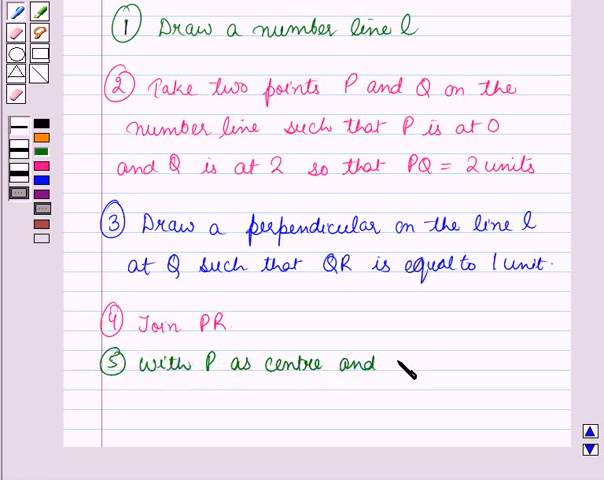 ① Draw a number line l
② Take two points P and Q on the
number line such that P is at 0
and Q is at 2 so that PQ = 2 units
③ Draw a perpendicular on the line l
at Q such that QR is equal to 1 unit.
④ Join PR.
⑤ With P as centre and